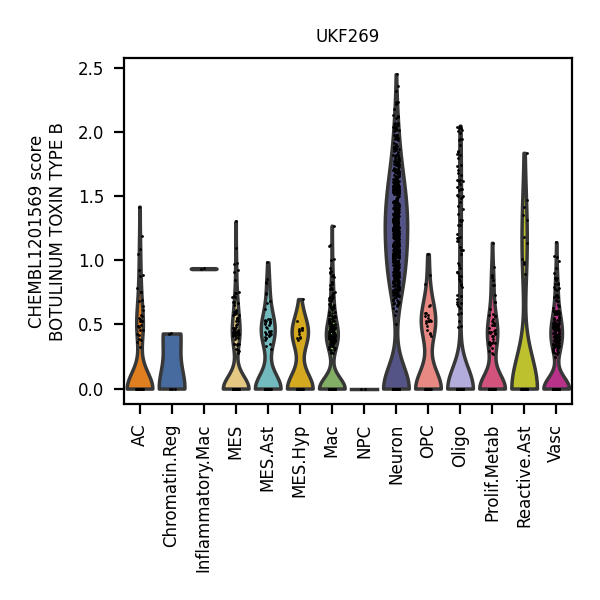 UKF269
CHEMBL1201569 score
BOTULINUM TOXIN TYPE B
2.5
2.0
1.5
1.0
0.5
0.0
AC
Chromatin.Reg
Inflammatory.Mac
MES
MES.Ast
MES.Hyp
Mac
NPC
Neuron
OPC
Oligo
Prolif.Metab
Reactive.Ast
Vasc